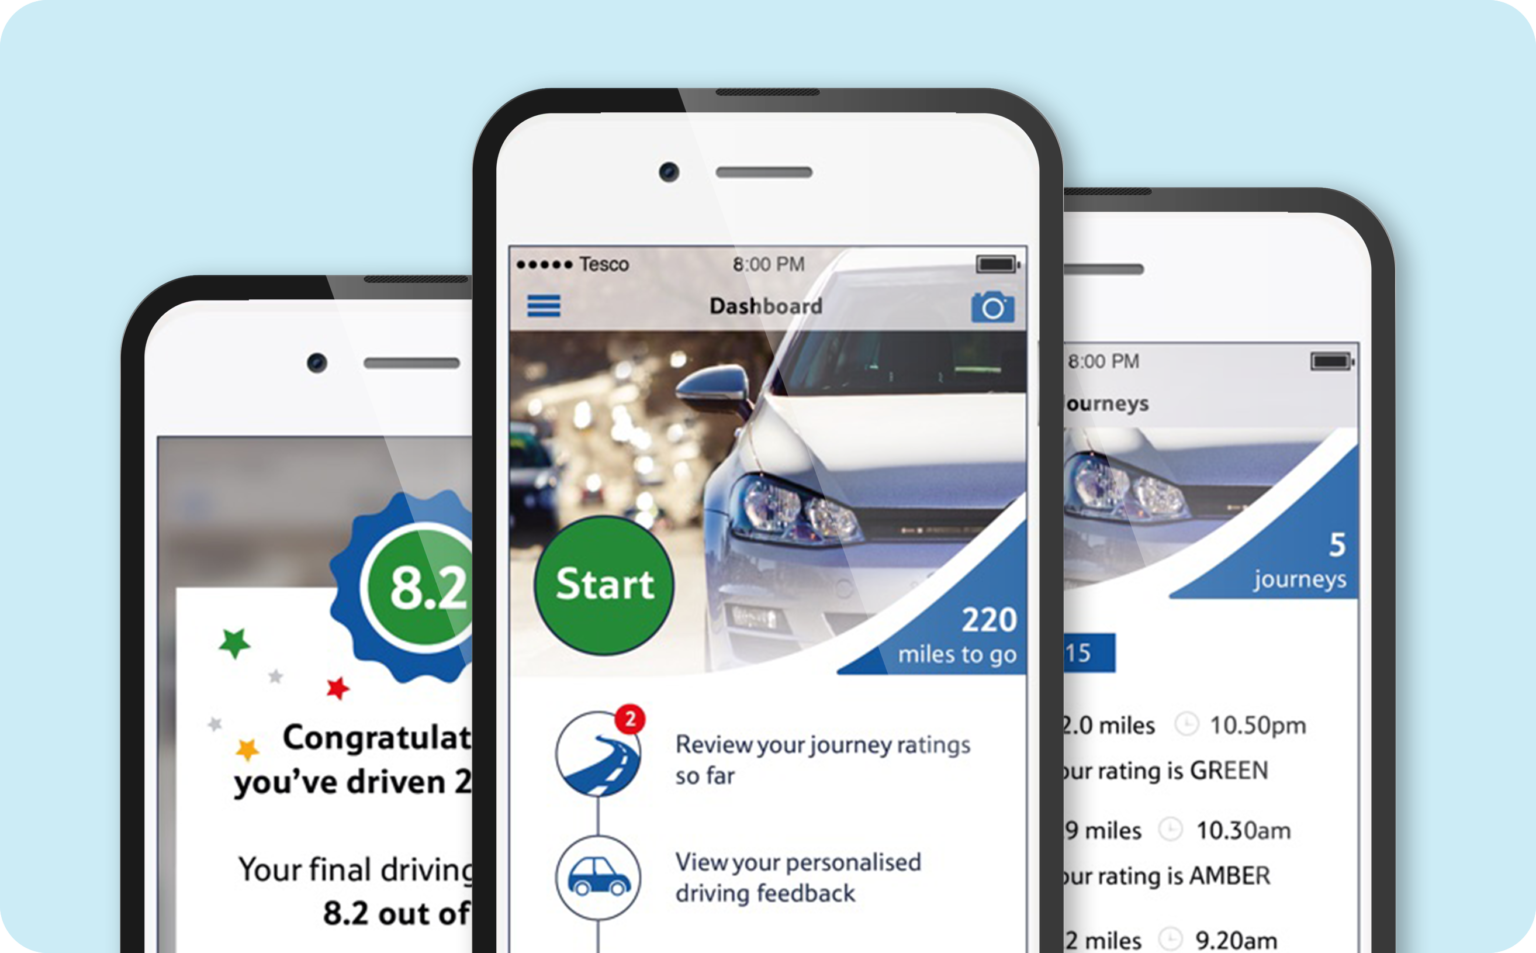 8.2
Congratulat
you've driven 2
Your final driving
8.2 out of
Tesco 8:00 PM
Dashboard
Start
220
miles to go
2
Review your journey ratings
so far
View your personalised
driving feedback
8:00 PM
Journeys
5
journeys
15
2.0 miles 10.50pm
our rating is GREEN
9 miles 10.30am
our rating is AMBER
2 miles 9.20am